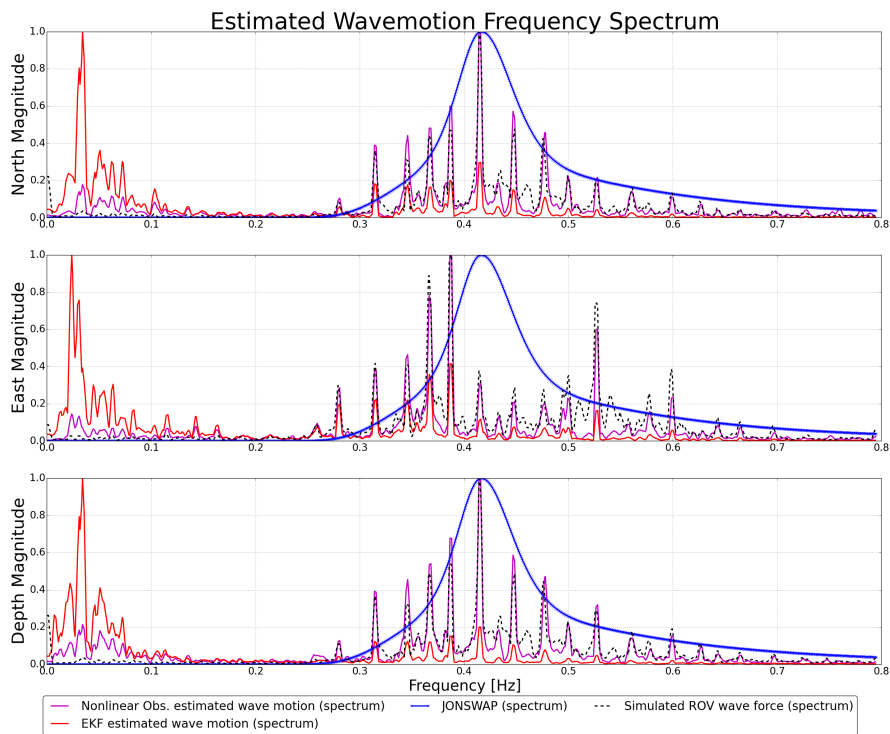 Estimated Wavemotion Frequency Spectrum
North Magnitude
1.0
0.8
0.6
0.4
0.2
0.0
0.0 0.1 0.2 0.3 0.4 0.5 0.6 0.7 0.8
East Magnitude
1.0
0.8
0.6
0.4
0.2
0.0
0.0 0.1 0.2 0.3 0.4 0.5 0.6 0.7 0.8
Depth Magnitude
1.0
0.8
0.6
0.4
0.2
0.0
0.0 0.1 0.2 0.3 0.4 0.5 0.6 0.7 0.8
Frequency [Hz]
Nonlinear Obs. estimated wave motion (spectrum) JONSWAP (spectrum) Simulated ROV wave force (spectrum)
EKF estimated wave motion (spectrum)